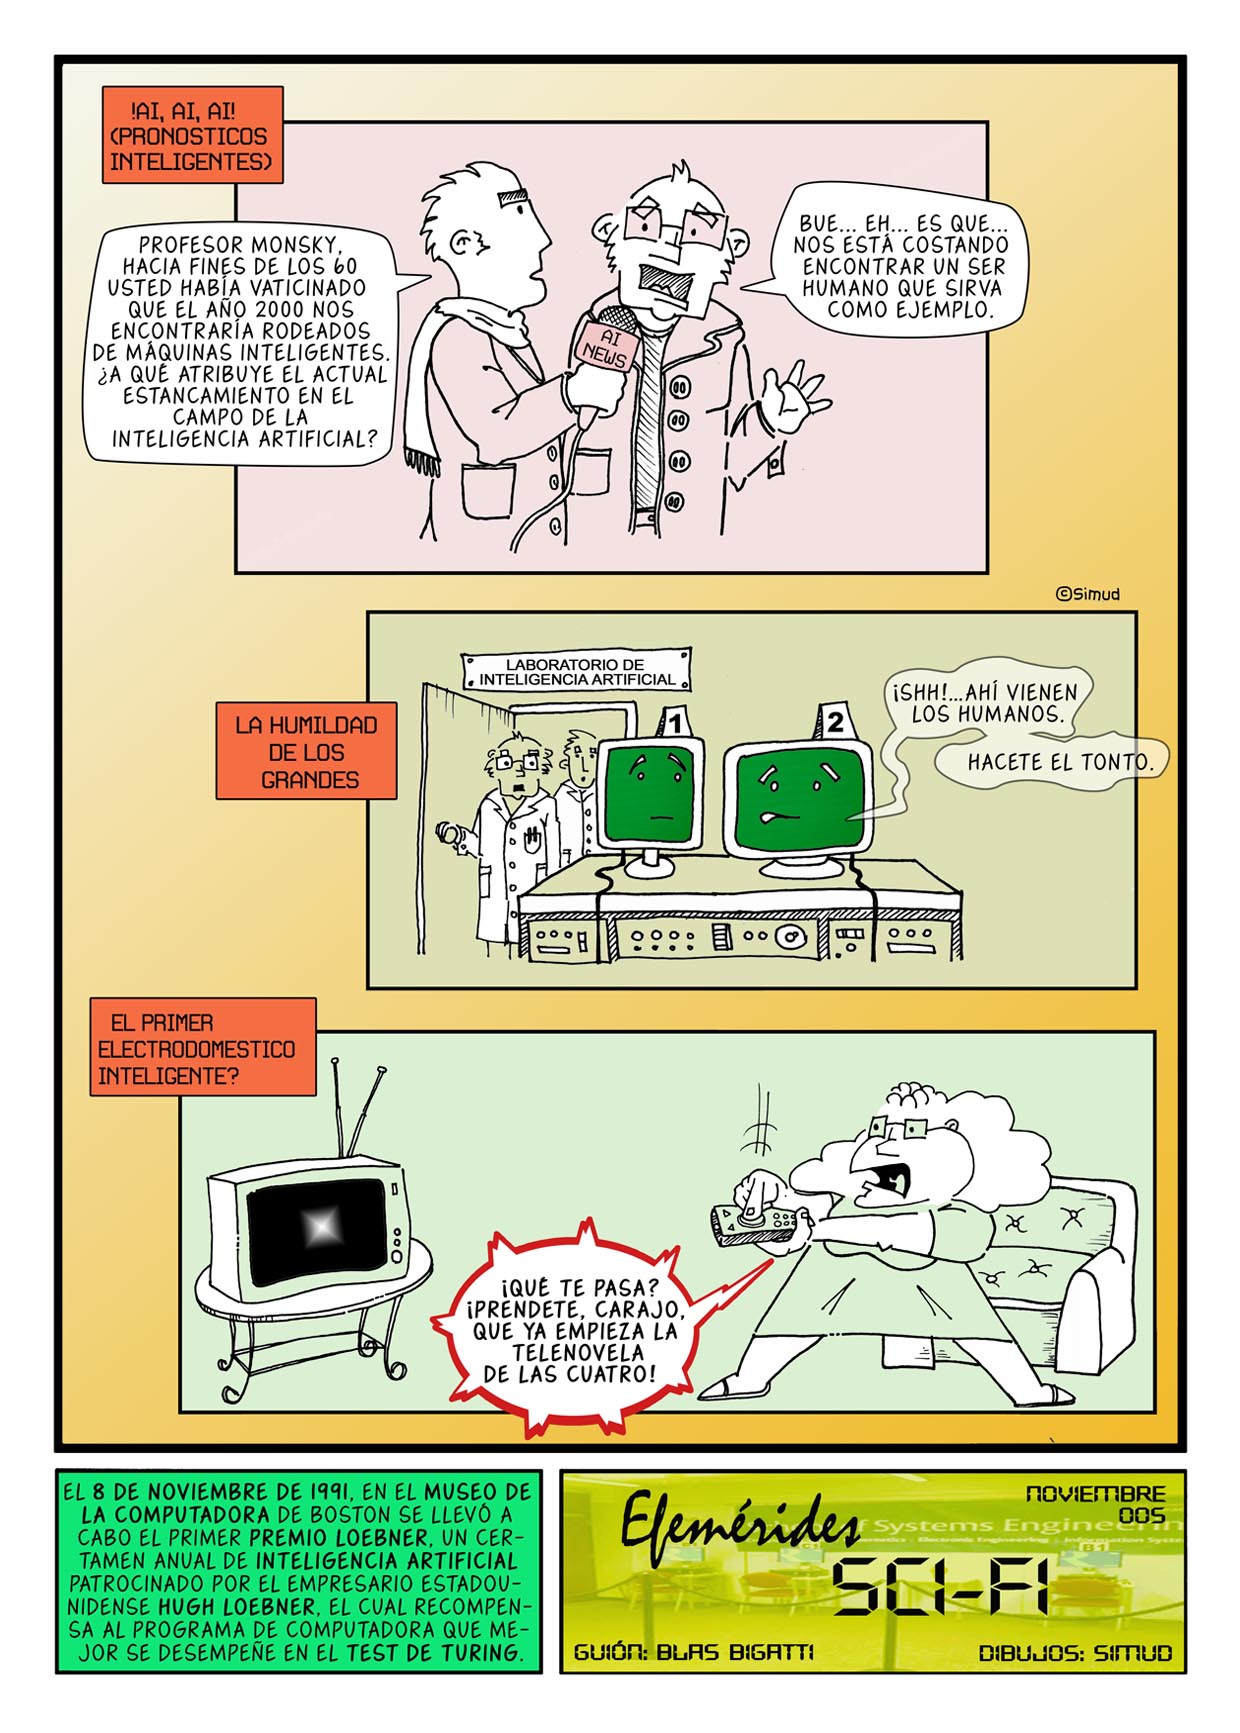 !AI, AI, AI!
(PRONOSTICOS
INTELIGENTES)
PROFESOR MONSKY,
HACIA FINES DE LOS 60
USTED HABÍA VATICINADO
QUE EL AÑO 2000 NOS
ENCONTRARÍA RODEADOS
DE MÁQUINAS INTELIGENTES.
¿A QUÉ ATRIBUYE EL ACTUAL
ESTANCAMIENTO EN EL
CAMPO DE LA
INTELIGENCIA ARTIFICIAL?
BUE... EH... ES QUE...
NOS ESTÁ COSTANDO
ENCONTRAR UN SER
HUMANO QUE SIRVA
COMO EJEMPLO.
AI
NEWS
©Simud
LA HUMILDAD
DE LOS
GRANDES
LABORATORIO DE
INTELIGENCIA ARTIFICIAL
1
2
¡SHH!...AHÍ VIENEN
LOS HUMANOS.
HACETE EL TONTO.
EL PRIMER
ELECTRODOMESTICO
INTELIGENTE?
¡QUÉ TE PASA?
¡PRENDETE, CARAJO,
QUE YA EMPIEZA LA
TELENOVELA
DE LAS CUATRO!
EL 8 DE NOVIEMBRE DE 1991, EN EL MUSEO DE
LA COMPUTADORA DE BOSTON SE LLEVÓ A
CABO EL PRIMER PREMIO LOEBNER, UN CER-
TAMEN ANUAL DE INTELIGENCIA ARTIFICIAL
PATROCINADO POR EL EMPRESARIO ESTADOU-
NIDENSE HUGH LOEBNER, EL CUAL RECOMPEN-
SA AL PROGRAMA DE COMPUTADORA QUE ME-
JOR SE DESEMPEÑE EN EL TEST DE TURING.
NOVIEMBRE
005
Efemérides
f Systems Engineerin
Electronic Engineering
SCI-FI
GUIÓN: BLAS BIGATTI
DIBUJOS: SIMUD